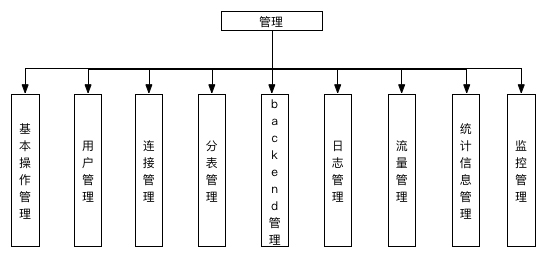 管理
基本操作管理
用户管理
连接管理
分表管理
backend管理
日志管理
流量管理
统计信息管理
监控管理